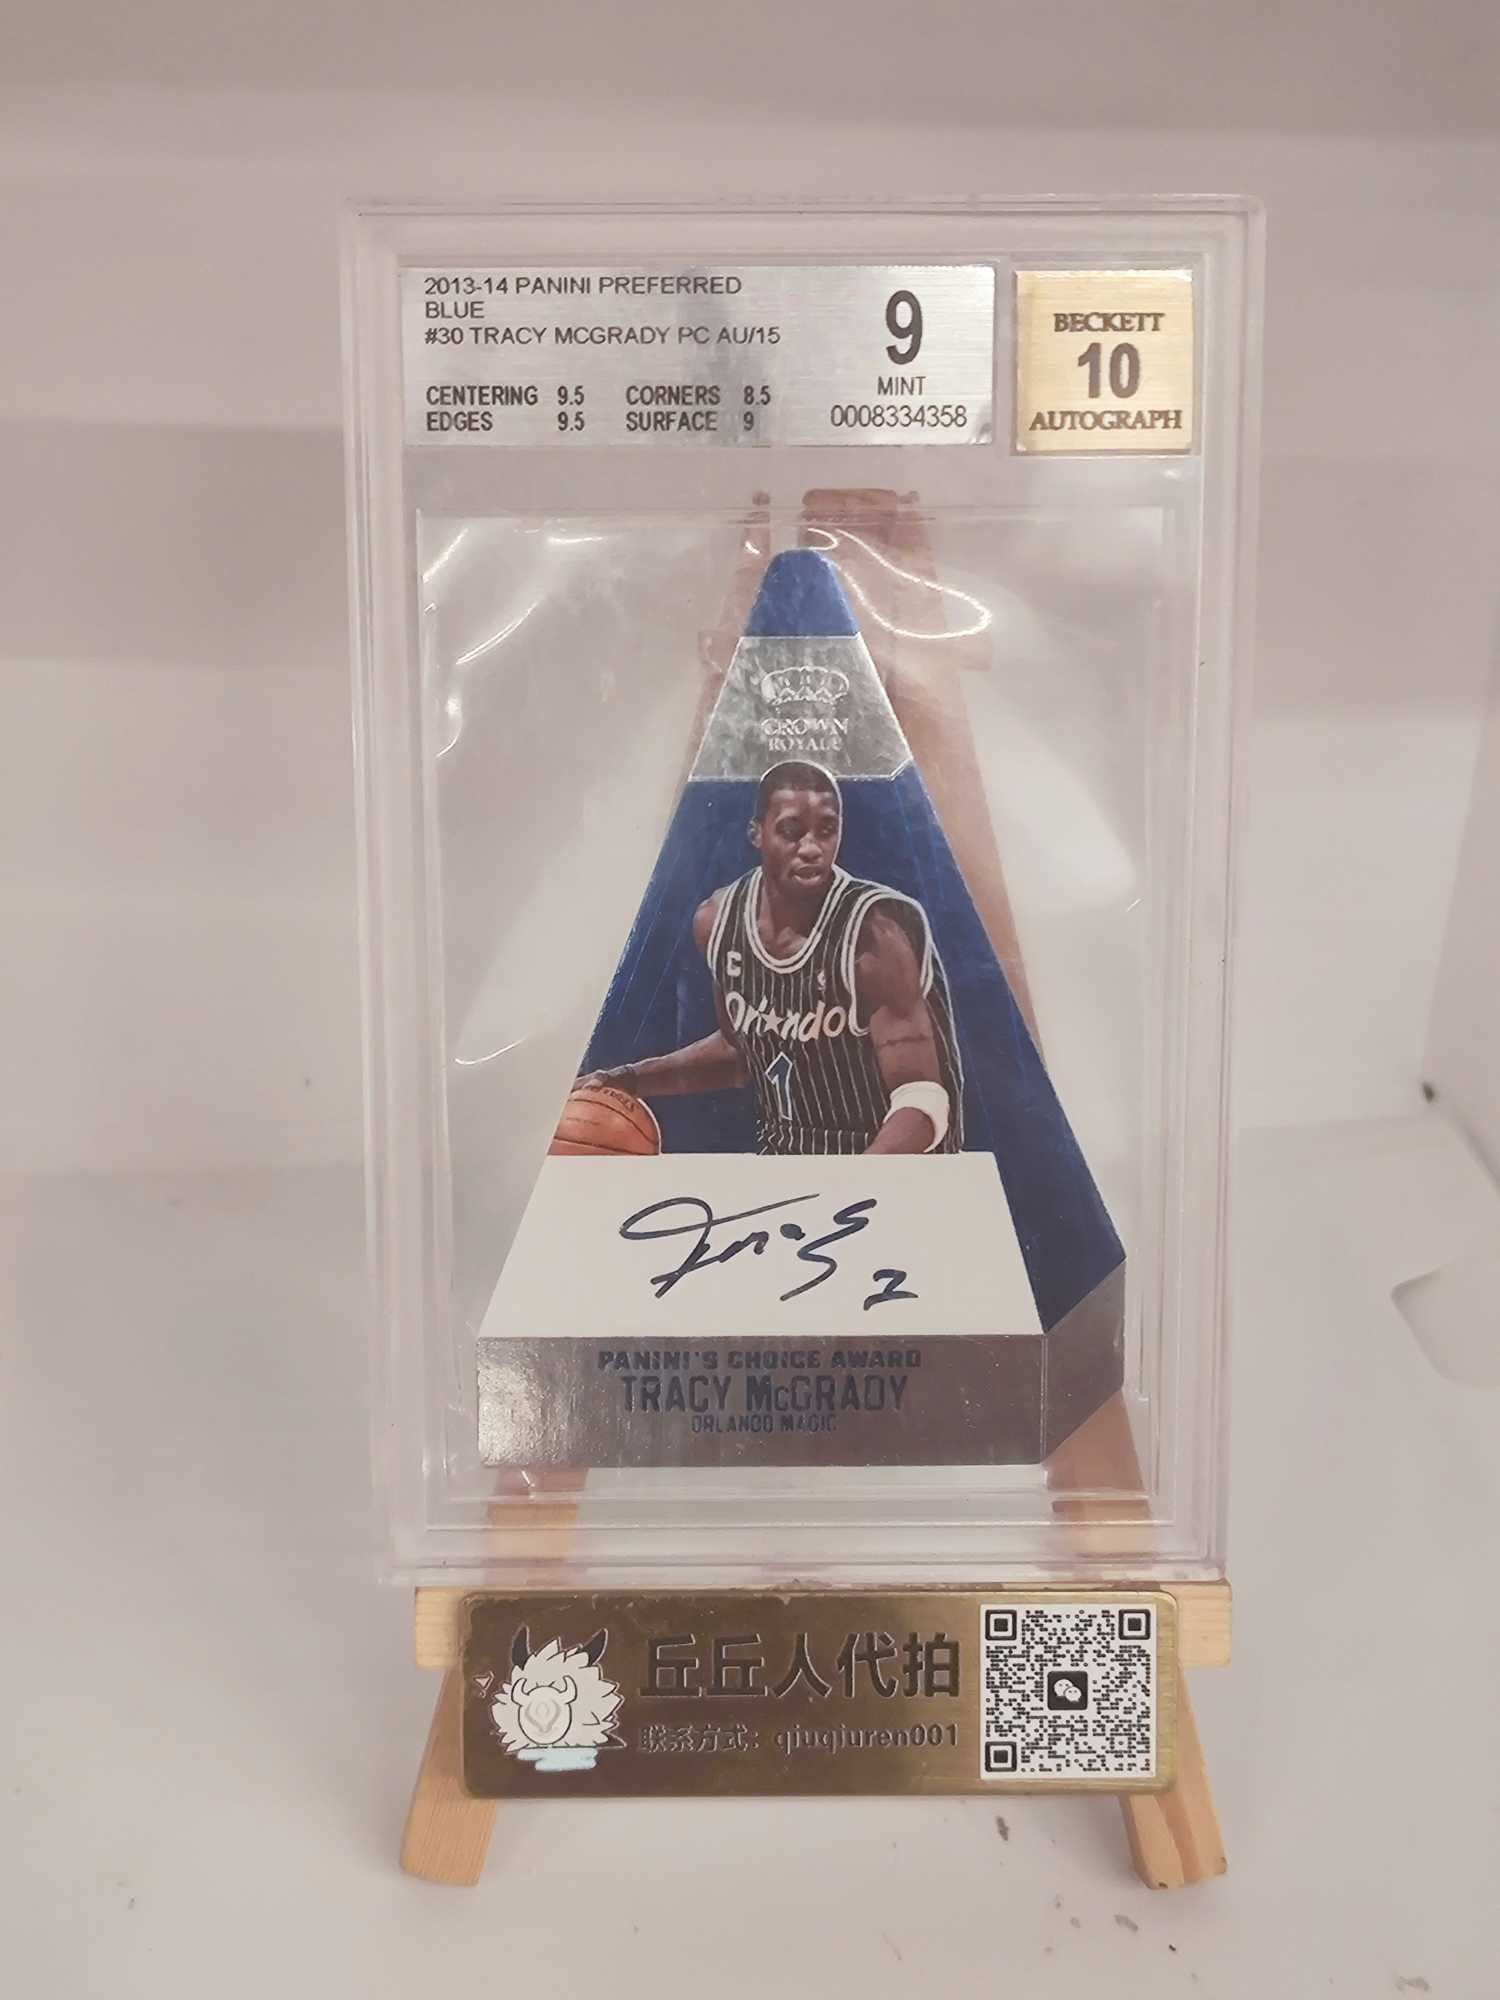 2013-14 PANINI PREFERRED
BLUE
#30 TRACY MCGRADY PC AU/15
CENTERING 9.5 CORNERS 8.5
EDGES 9.5 SURFACE 9
9
MINT
0008334358
BECKETT
10
AUTOGRAPH
CROWN
ROYALE
C
Orlando
1
PANINI'S CHOICE AWARD
TRACY McGRADY
ORLANDO MAGIC
丘丘人代拍
联系方式：qiuqiuren001